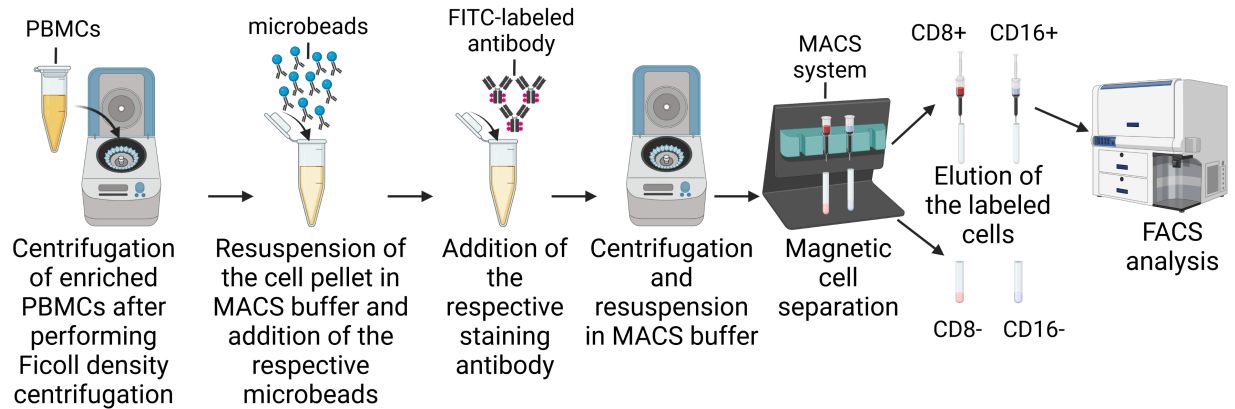 PBMCs
microbeads
FITC-labeled
antibody
MACS
system
CD8+
CD16+
Centrifugation
of enriched
PBMCs after
performing
Ficoll density
centrifugation
Resuspension of
the cell pellet in
MACS buffer and
addition of the
respective
microbeads
Addition of
the
respective
staining
antibody
Centrifugation
and
resuspension
in MACS buffer
Magnetic
cell
separation
Elution of
the labeled
cells
CD8-
CD16-
FACS
analysis